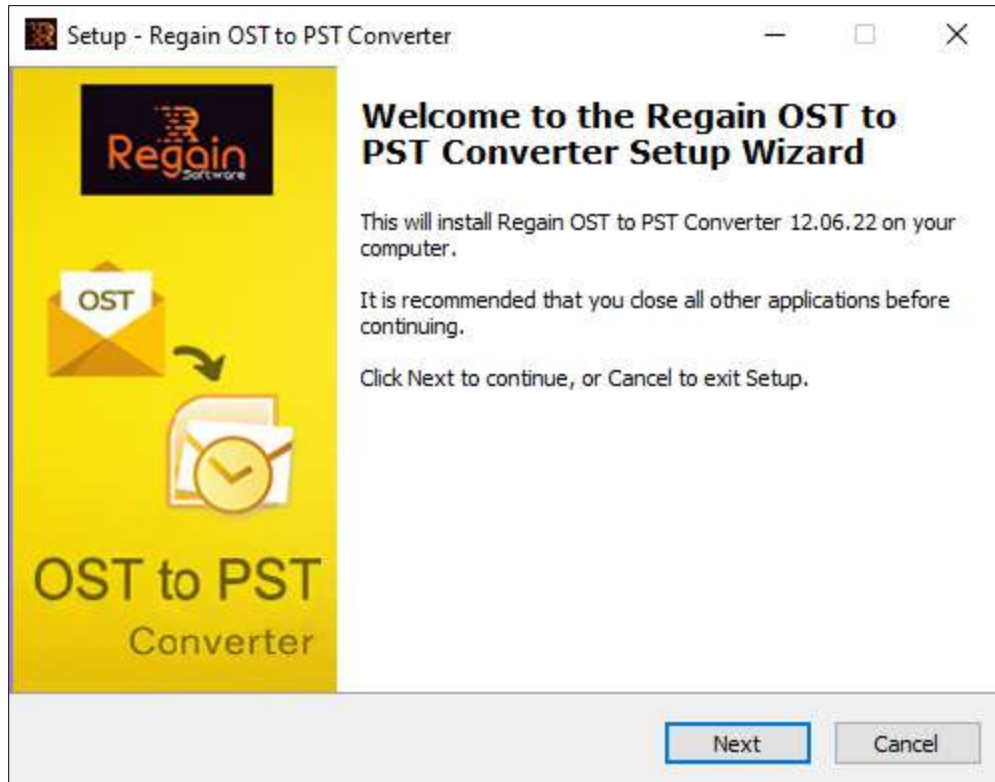 Setup - Regain OST to PST Converter
Regain
Software
OST
OST to PST
Converter
Welcome to the Regain OST to
PST Converter Setup Wizard
This will install Regain OST to PST Converter 12.06.22 on your
computer.
It is recommended that you close all other applications before
continuing.
Click Next to continue, or Cancel to exit Setup.
Next
Cancel